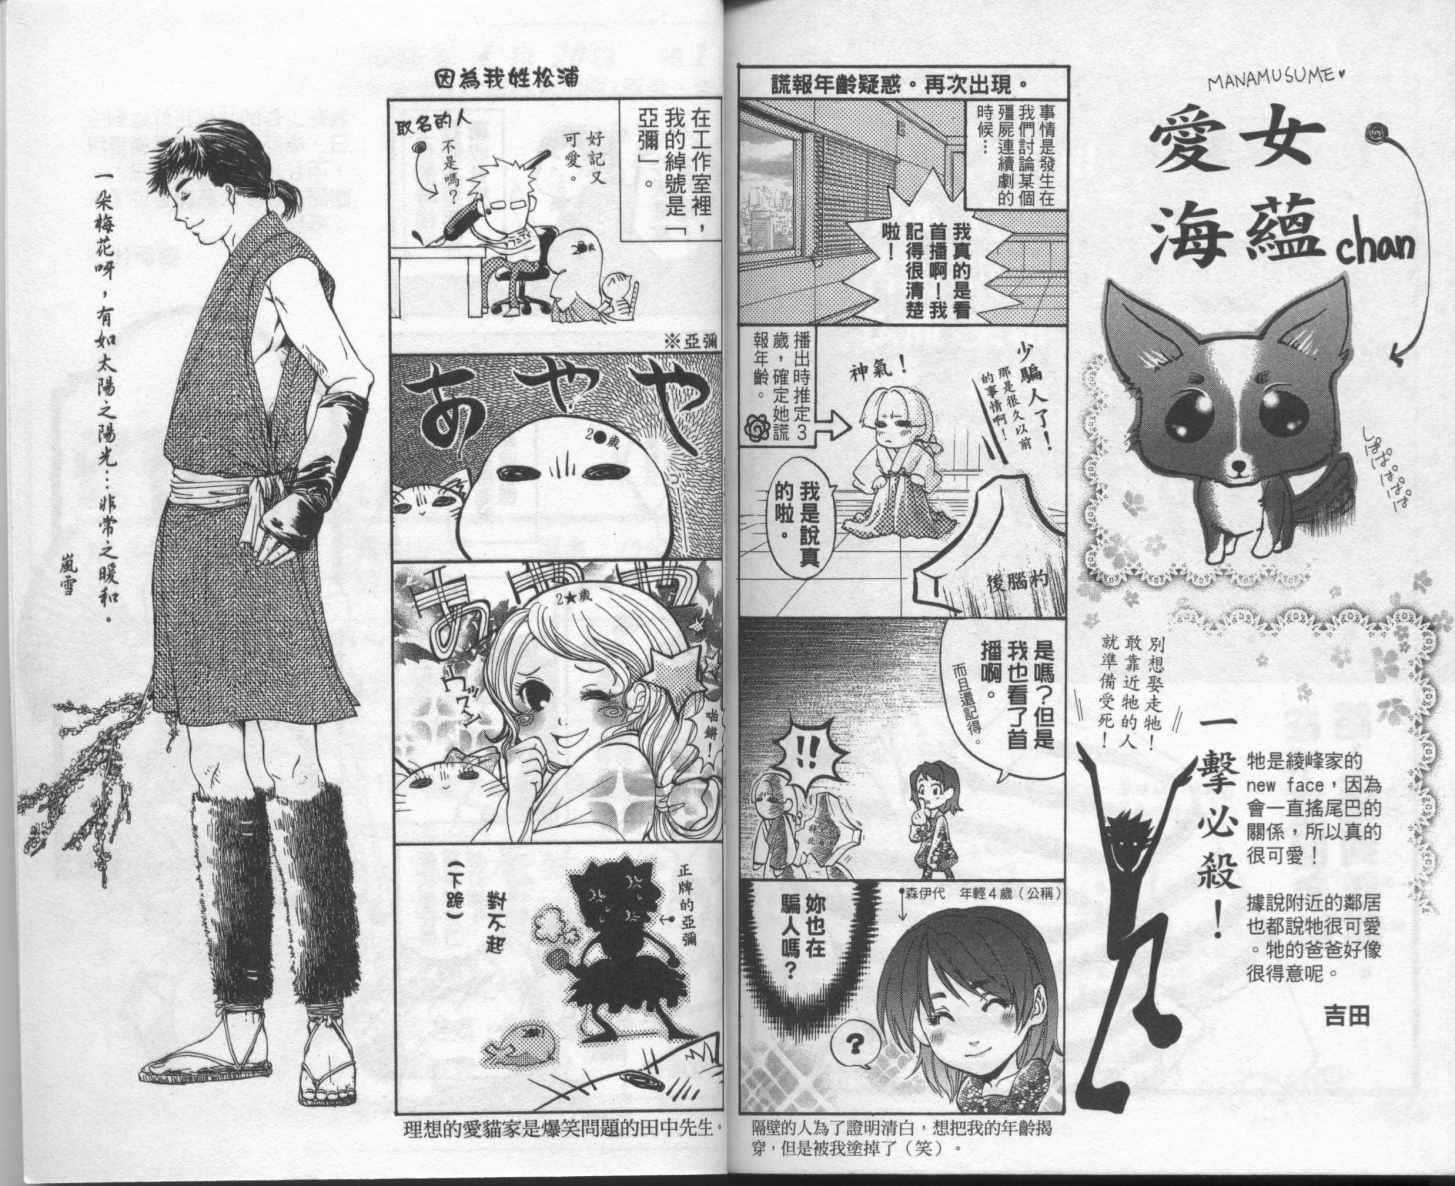 MANAMUSUME♥
愛女
海蘊chan
しぱぱぱぱぱ
別想娶走牠！
敢靠近牠的人
就準備受死！
一擊必殺！
牠是綾峰家的
new face，因為
會一直搖尾巴的
關係，所以真的
很可愛！
據說附近的鄰居
也都說牠很可愛
。牠的爸爸好像
很得意呢。
吉田
謊報年齡疑惑。再次出現。
事情是發生在
我們討論某個
殭屍連續劇的
時候…
我真的是看
首播啊！我
記得很清楚
啦！
少騙人了！
那是很久以前
的事情啊！
神氣！
播出時推定3
歲，確定她謊
報年齡。
我是說真
的啦。
後腦杓
是嗎？但是
我也看了首
播啊。
而且還記得。
!!
森伊代　年輕4歲（公稱）
妳也在
騙人嗎？
?
隔壁的人為了證明清白，想把我的年齡揭
穿，但是被我塗掉了（笑）。
因為我姓松浦
在工作室裡，
我的綽號是「
亞彌」。
好記又
可愛。
取名的人
不是嗎？
※亞彌
あやや
2●歲
あやや
2★歲
ワズン
啪鏘！
正牌的亞彌
對不起
(下跪)
理想的愛貓家是爆笑問題的田中先生。
一朵梅花呀，有如太陽之陽光…非常之暖和。
嵐雪